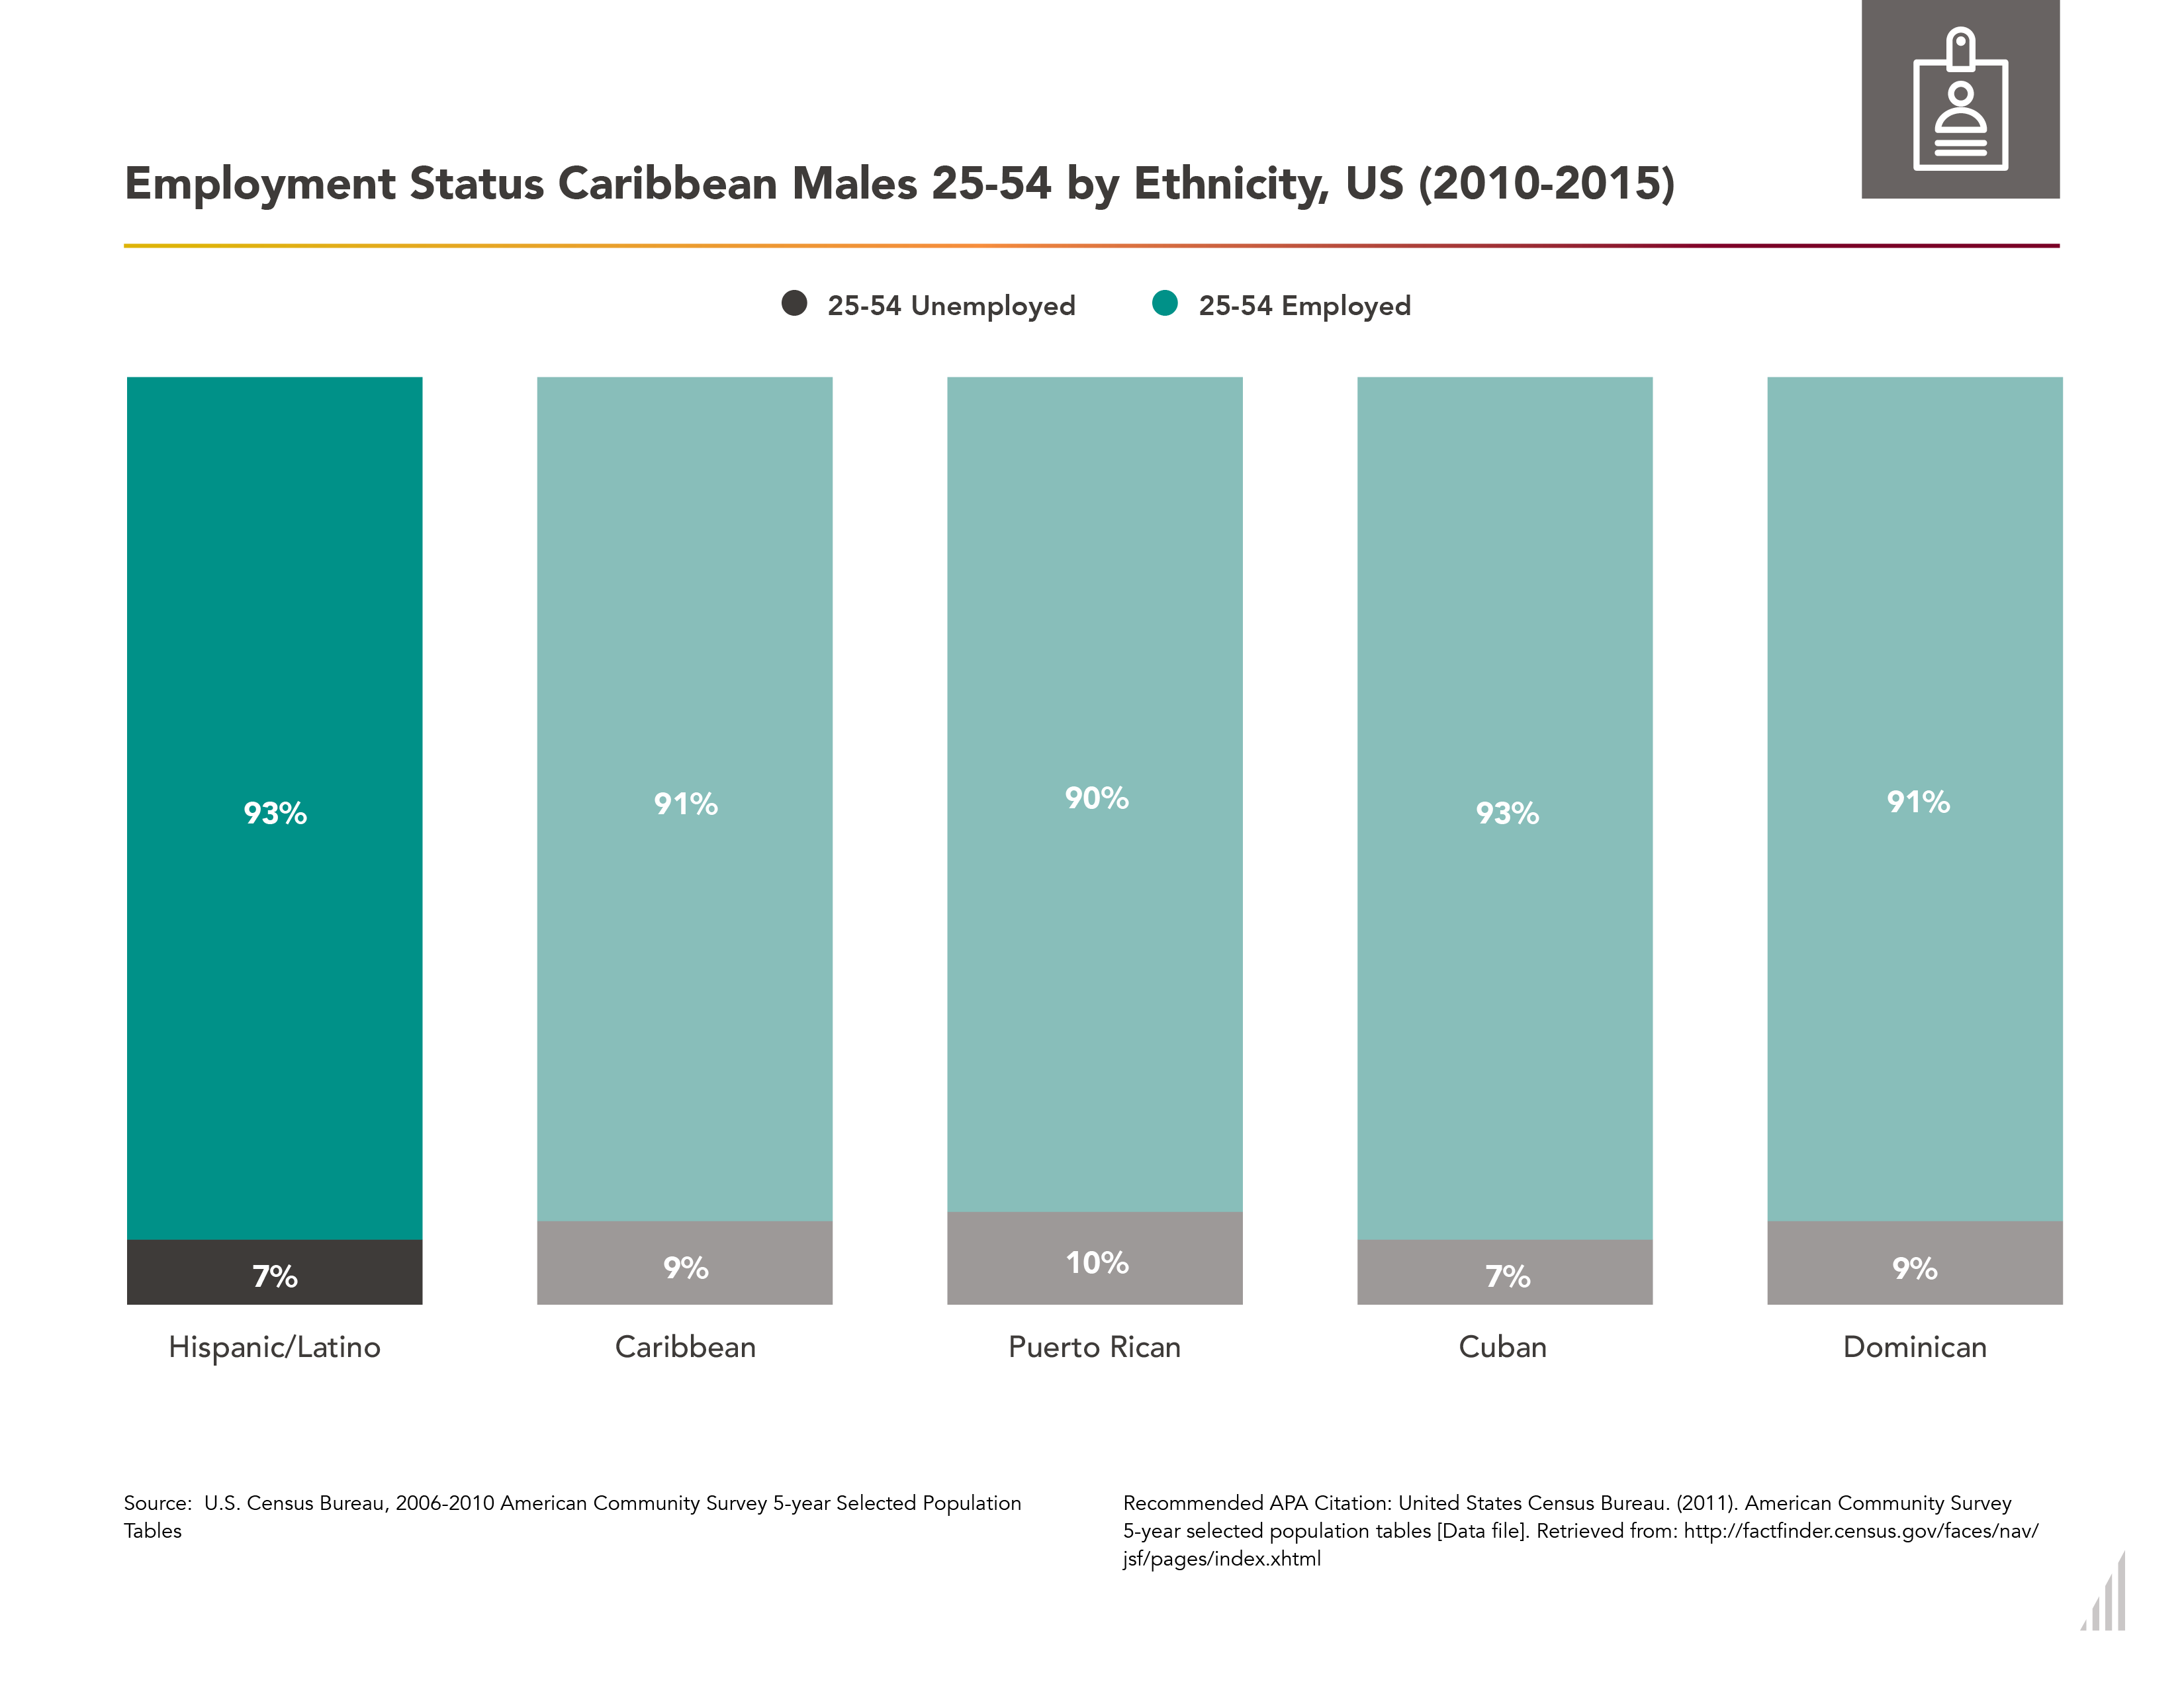 Employment Status Caribbean Males 25-54 by Ethnicity, US (2010-2015)
25-54 Unemployed
25-54 Employed
93%
91%
90%
93%
91%
7%
9%
10%
7%
9%
Hispanic/Latino
Caribbean
Puerto Rican
Cuban
Dominican
Source:  U.S. Census Bureau, 2006-2010 American Community Survey 5-year Selected Population
Tables
Recommended APA Citation: United States Census Bureau. (2011). American Community Survey
5-year selected population tables [Data file]. Retrieved from: http://factfinder.census.gov/faces/nav/
jsf/pages/index.xhtml